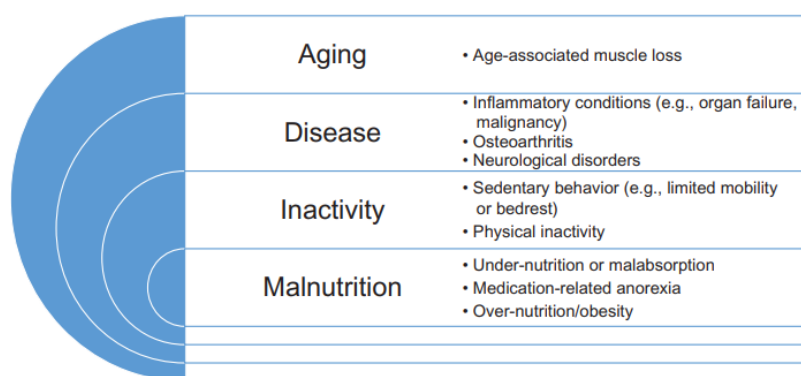 Aging
• Age-associated muscle loss
Disease
• Inflammatory conditions (e.g., organ failure,
malignancy)
• Osteoarthritis
• Neurological disorders
Inactivity
• Sedentary behavior (e.g., limited mobility
or bedrest)
• Physical inactivity
Malnutrition
• Under-nutrition or malabsorption
• Medication-related anorexia
• Over-nutrition/obesity